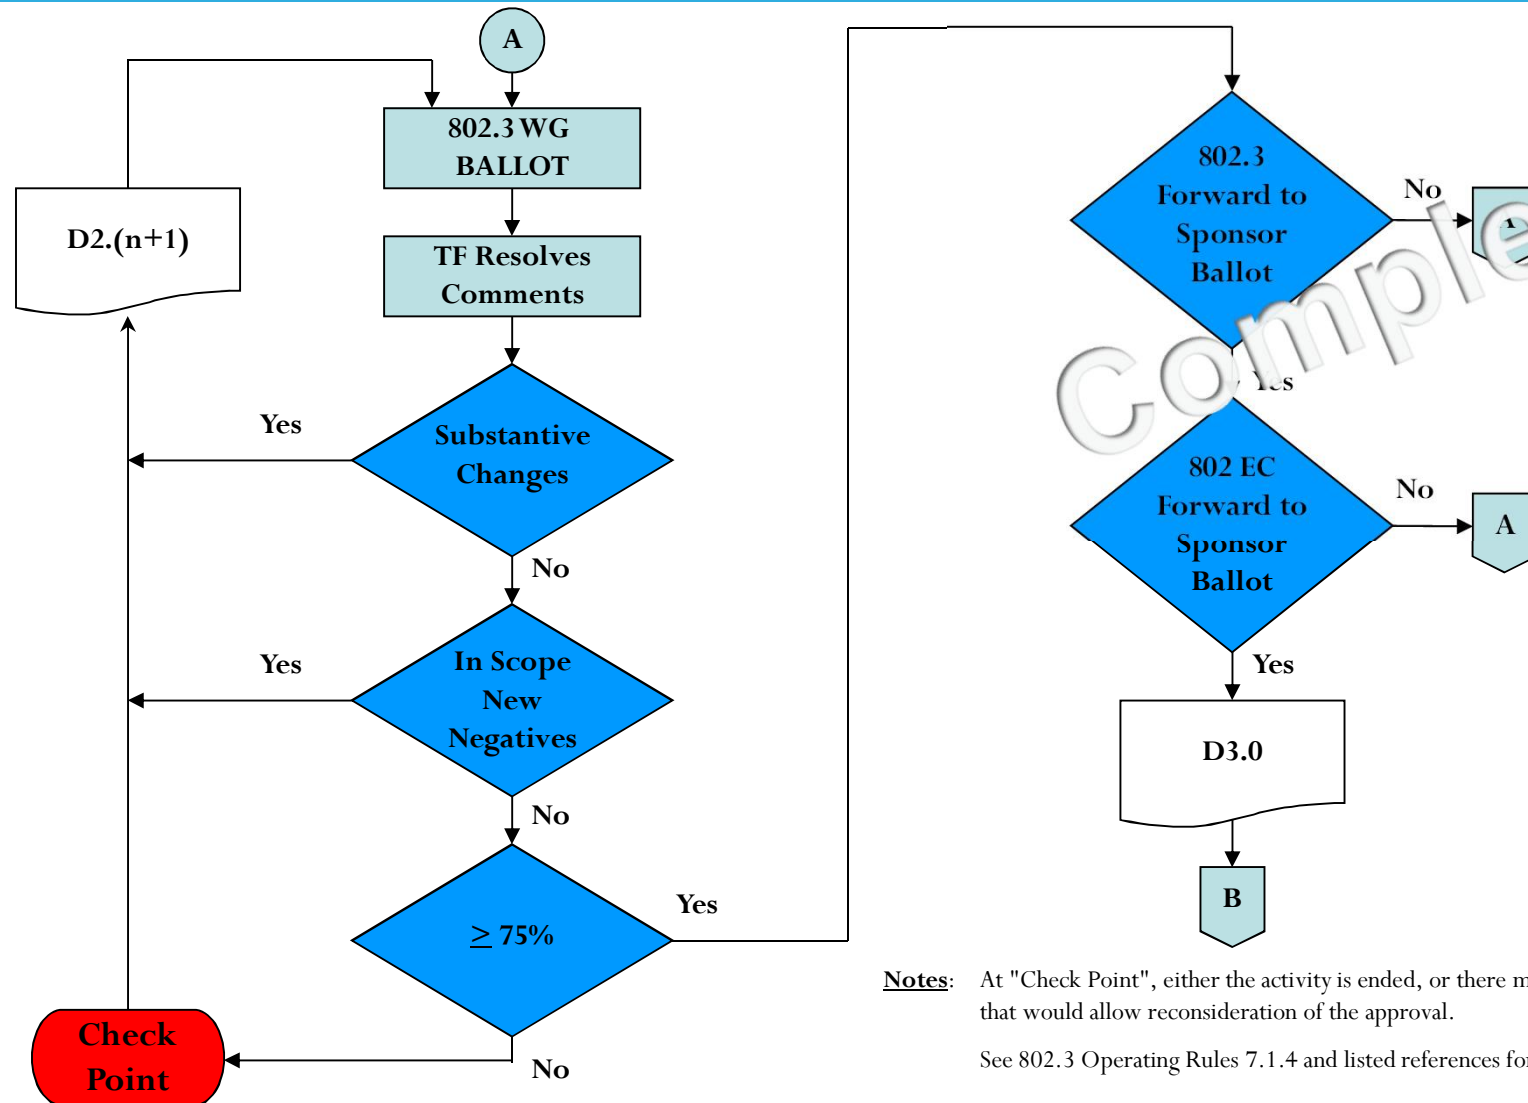 A
802.3 WG
BALLOT
D2.(n+1)
TF Resolves
Comments
Yes
Substantive
Changes
No
Yes
In Scope
New
Negatives
No
≥ 75%
Yes
No
Check
Point
802.3
Forward to
Sponsor
Ballot
No
Yes
802 EC
Forward to
Sponsor
Ballot
No
A
Yes
D3.0
B
Notes: At "Check Point", either the activity is ended, or there
that would allow reconsideration of the approval.
See 802.3 Operating Rules 7.1.4 and listed references for